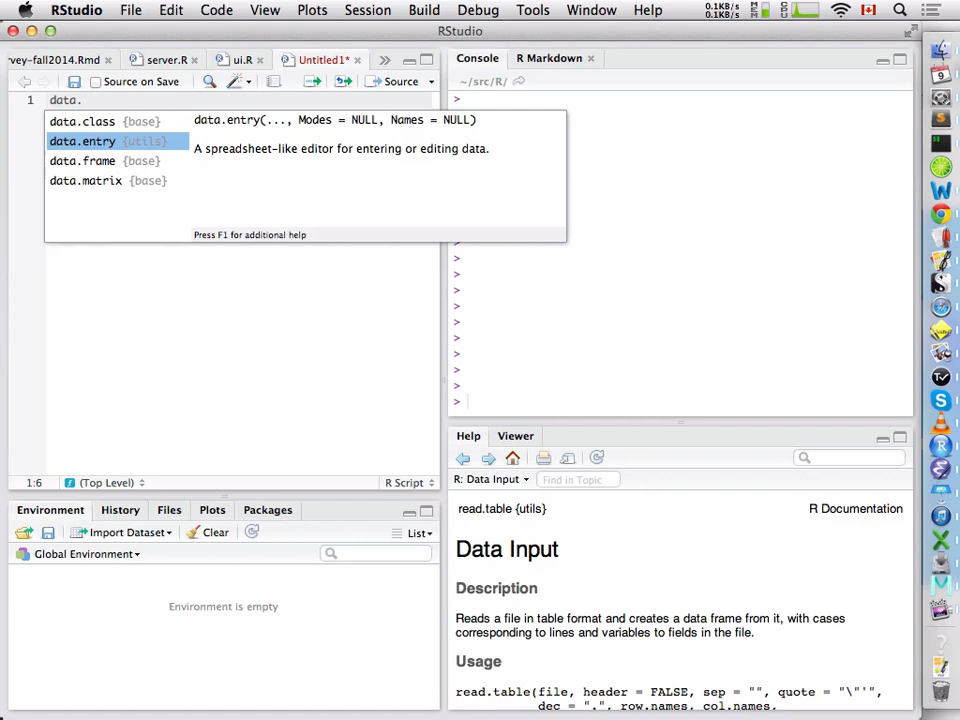 RStudio File Edit Code View Plots Session Build Debug Tools Window Help 0.1KB/s
0.1KB/s
RStudio
rvey-fall2014.Rmd server.R ui.R Untitled1*
Source on Save Source
1 data.
data.class {base}
data.entry {utils}
data.frame {base}
data.matrix {base}
data.entry(..., Modes = NULL, Names = NULL)
A spreadsheet-like editor for entering or editing data.
Press F1 for additional help
1:6 (Top Level) R Script
Console R Markdown
~/src/R/
>
>
>
>
>
>
>
>
>
>
>
Environment History Files Plots Packages
Import Dataset Clear List
Global Environment
Environment is empty
Help Viewer
R: Data Input Find in Topic
read.table {utils} R Documentation
Data Input
Description
Reads a file in table format and creates a data frame from it, with cases
corresponding to lines and variables to fields in the file.
Usage
read.table(file, header = FALSE, sep = "", quote = "\"'",
dec = ".", row.names, col.names,